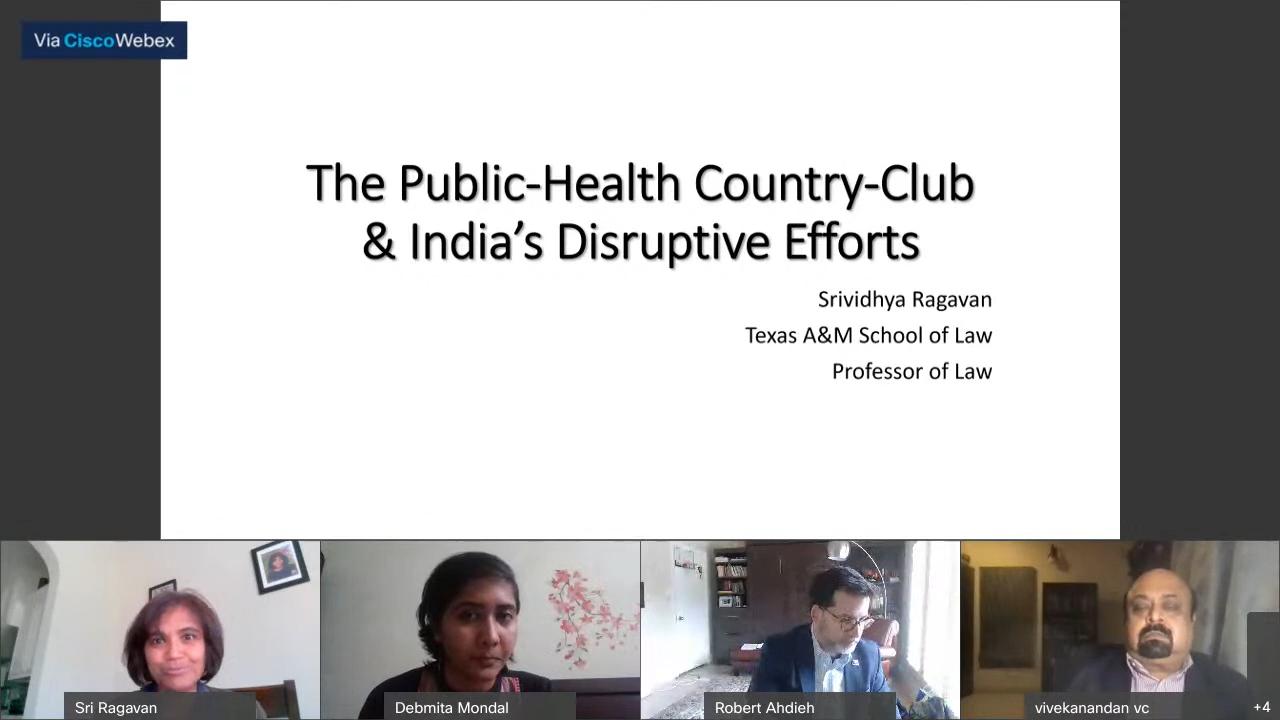 Via CiscoWebex
The Public-Health Country-Club
& India’s Disruptive Efforts
Srividhya Ragavan
Texas A&M School of Law
Professor of Law
Sri Ragavan
Debmita Mondal
Robert Ahdieh
vivekanandan vc
+4